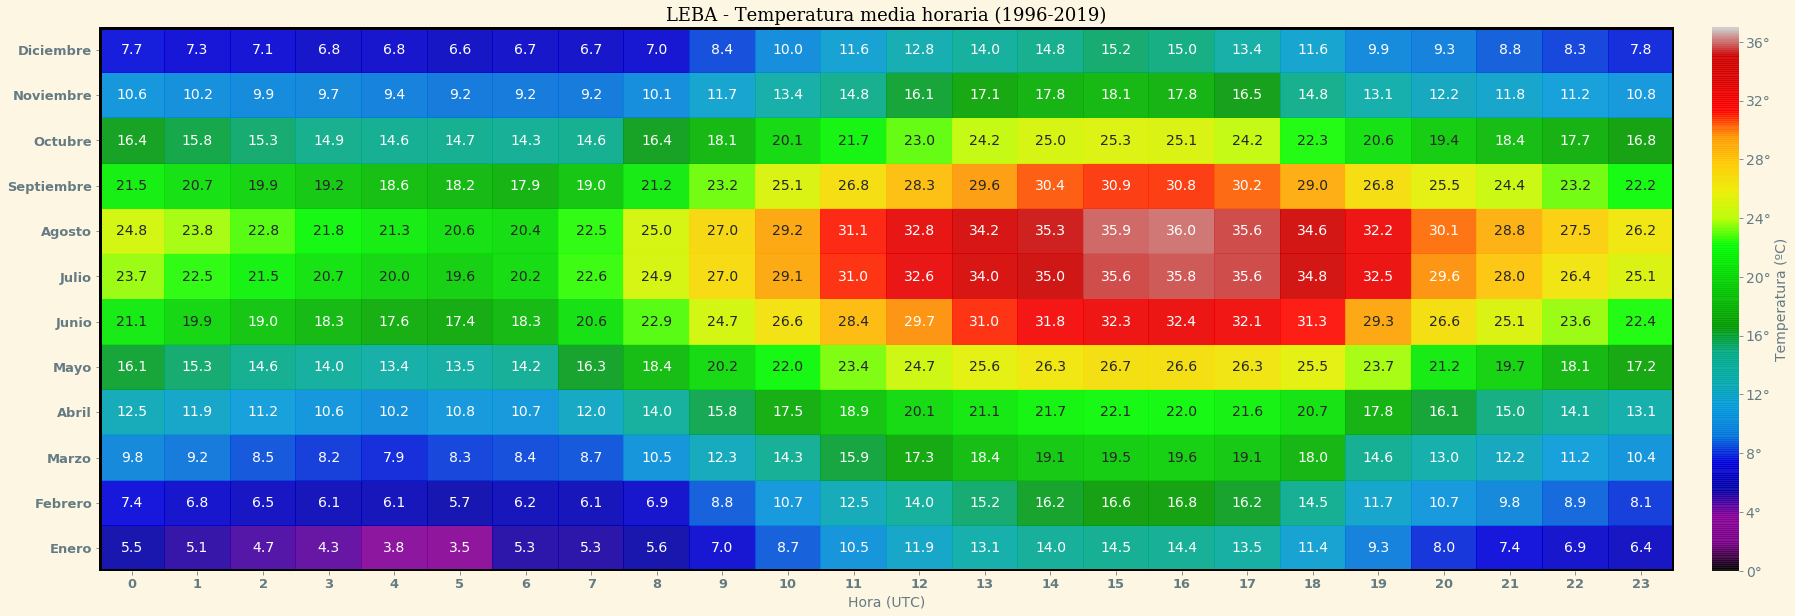 LEBA - Temperatura media horaria (1996-2019)
Diciembre 7.7 7.3 7.1 6.8 6.8 6.6 6.7 6.7 7.0 8.4 10.0 11.6 12.8 14.0 14.8 15.2 15.0 13.4 11.6 9.9 9.3 8.8 8.3 7.8
Noviembre 10.6 10.2 9.9 9.7 9.4 9.2 9.2 9.2 10.1 11.7 13.4 14.8 16.1 17.1 17.8 18.1 17.8 16.5 14.8 13.1 12.2 11.8 11.2 10.8
Octubre 16.4 15.8 15.3 14.9 14.6 14.7 14.3 14.6 16.4 18.1 20.1 21.7 23.0 24.2 25.0 25.3 25.1 24.2 22.3 20.6 19.4 18.4 17.7 16.8
Septiembre 21.5 20.7 19.9 19.2 18.6 18.2 17.9 19.0 21.2 23.2 25.1 26.8 28.3 29.6 30.4 30.9 30.8 30.2 29.0 26.8 25.5 24.4 23.2 22.2
Agosto 24.8 23.8 22.8 21.8 21.3 20.6 20.4 22.5 25.0 27.0 29.2 31.1 32.8 34.2 35.3 35.9 36.0 35.6 34.6 32.2 30.1 28.8 27.5 26.2
Julio 23.7 22.5 21.5 20.7 20.0 19.6 20.2 22.6 24.9 27.0 29.1 31.0 32.6 34.0 35.0 35.6 35.8 35.6 34.8 32.5 29.6 28.0 26.4 25.1
Junio 21.1 19.9 19.0 18.3 17.6 17.4 18.3 20.6 22.9 24.7 26.6 28.4 29.7 31.0 31.8 32.3 32.4 32.1 31.3 29.3 26.6 25.1 23.6 22.4
Mayo 16.1 15.3 14.6 14.0 13.4 13.5 14.2 16.3 18.4 20.2 22.0 23.4 24.7 25.6 26.3 26.7 26.6 26.3 25.5 23.7 21.2 19.7 18.1 17.2
Abril 12.5 11.9 11.2 10.6 10.2 10.8 10.7 12.0 14.0 15.8 17.5 18.9 20.1 21.1 21.7 22.1 22.0 21.6 20.7 17.8 16.1 15.0 14.1 13.1
Marzo 9.8 9.2 8.5 8.2 7.9 8.3 8.4 8.7 10.5 12.3 14.3 15.9 17.3 18.4 19.1 19.5 19.6 19.1 18.0 14.6 13.0 12.2 11.2 10.4
Febrero 7.4 6.8 6.5 6.1 6.1 5.7 6.2 6.1 6.9 8.8 10.7 12.5 14.0 15.2 16.2 16.6 16.8 16.2 14.5 11.7 10.7 9.8 8.9 8.1
Enero 5.5 5.1 4.7 4.3 3.8 3.5 5.3 5.3 5.6 7.0 8.7 10.5 11.9 13.1 14.0 14.5 14.4 13.5 11.4 9.3 8.0 7.4 6.9 6.4
0 1 2 3 4 5 6 7 8 9 10 11 12 13 14 15 16 17 18 19 20 21 22 23
Hora (UTC)
36°
32°
28°
24°
20°
16°
12°
8°
4°
0°
Temperatura (ºC)